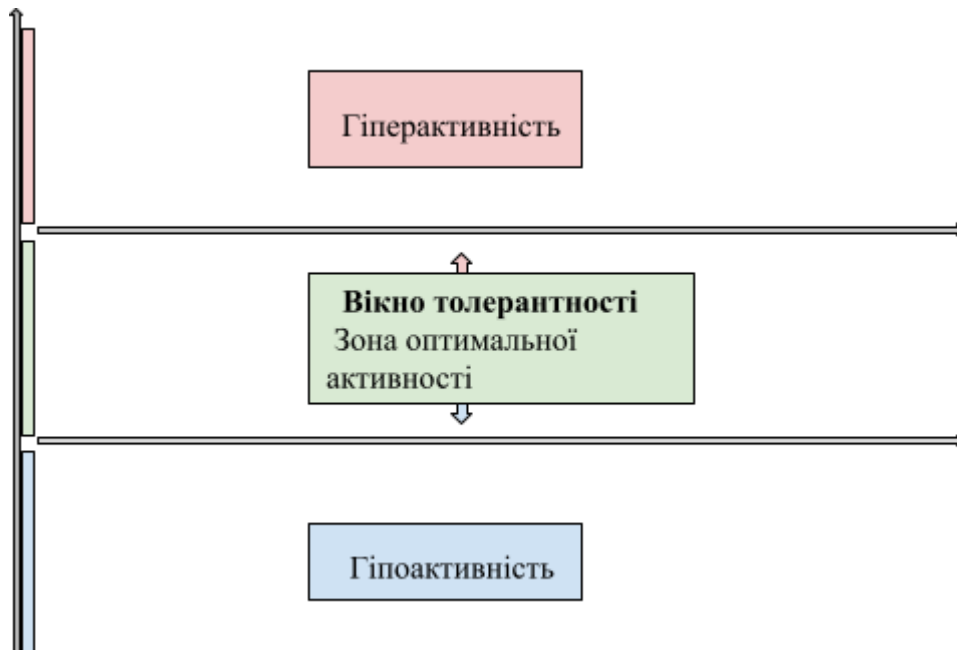 Гіперактивність
Вікно толерантності
Зона оптимальної
активності
Гіпоактивність